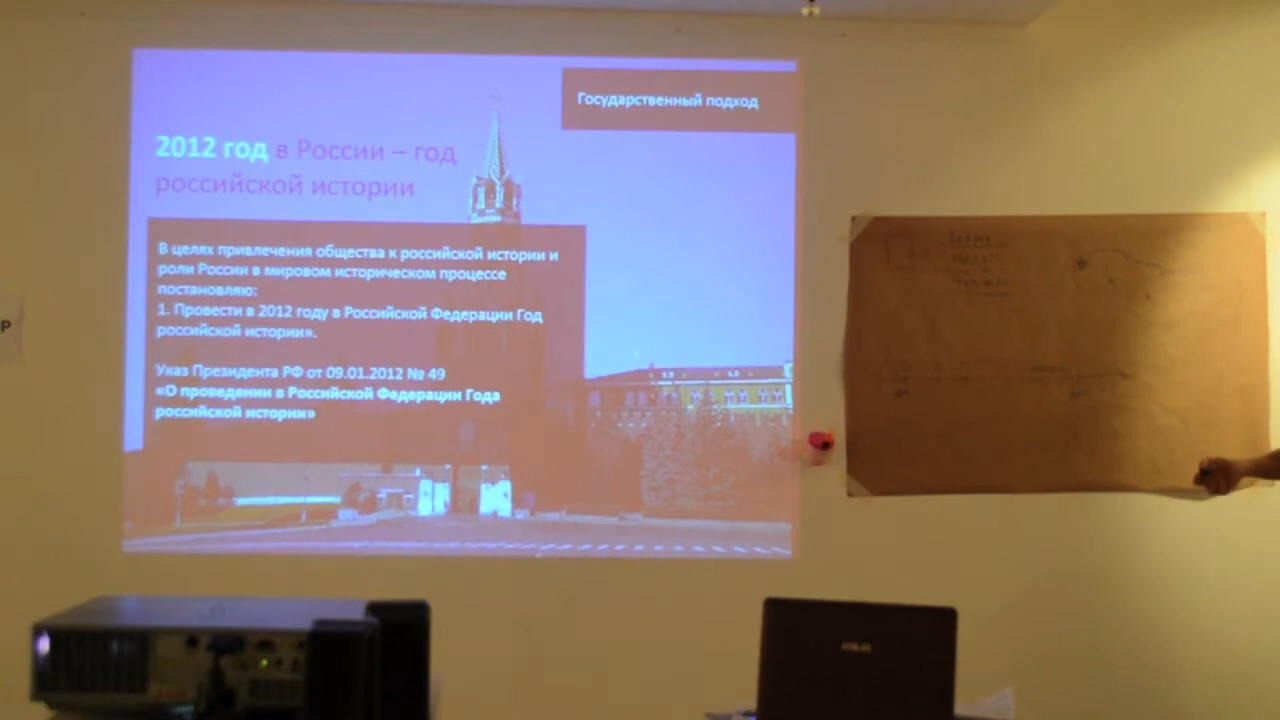 Государственный подход
2012 год в России – год
российской истории
В целях привлечения общества к российской истории и
роли России в мировом историческом процессе
постановляю:
1. Провести в 2012 году в Российской Федерации Год
российской истории».
Указ Президента РФ от 09.01.2012 № 49
«О проведении в Российской Федерации Года
российской истории»
Р
ASUS